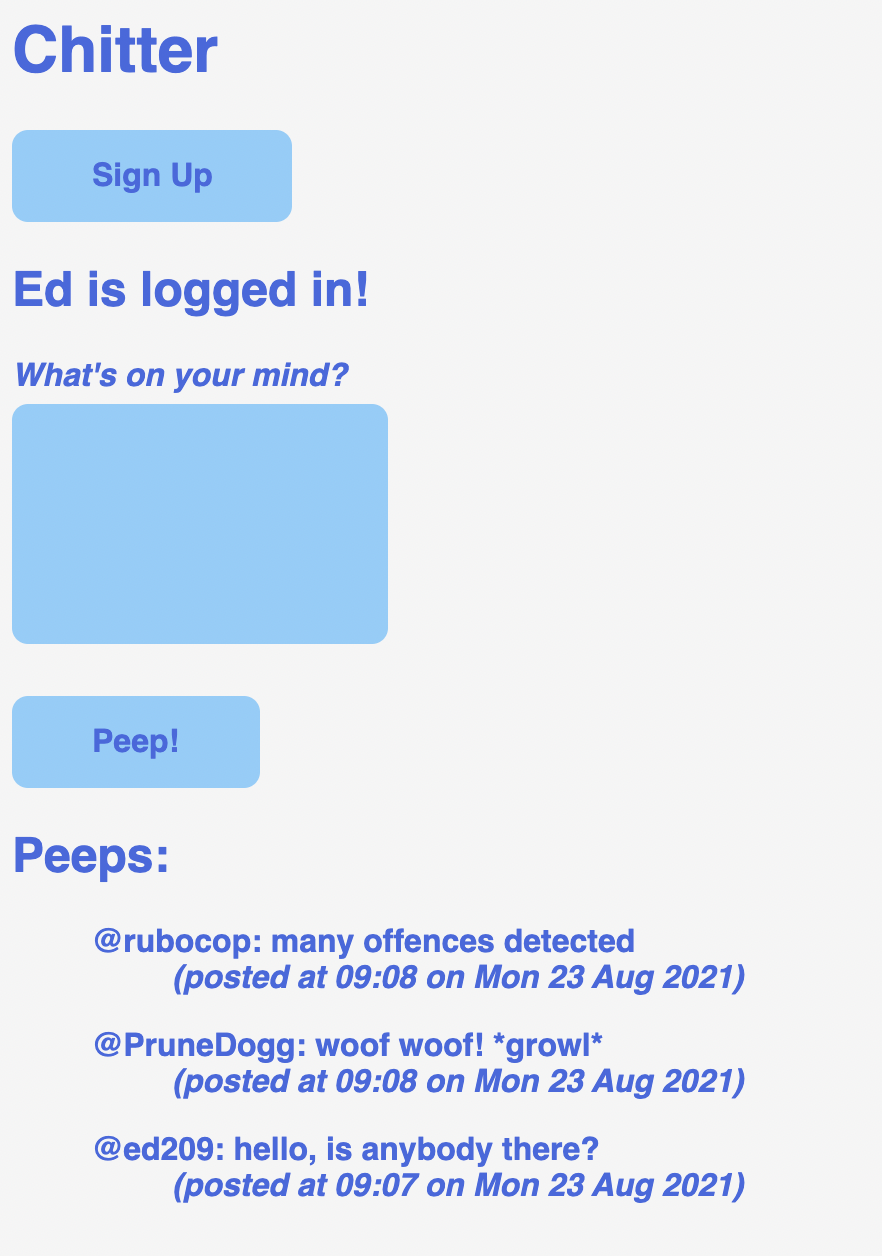 Chitter
Sign Up
Ed is logged in!
What's on your mind?
Peep!
Peeps:
@rubocop: many offences detected
(posted at 09:08 on Mon 23 Aug 2021)
@PruneDogg: woof woof! *growl*
(posted at 09:08 on Mon 23 Aug 2021)
@ed209: hello, is anybody there?
(posted at 09:07 on Mon 23 Aug 2021)